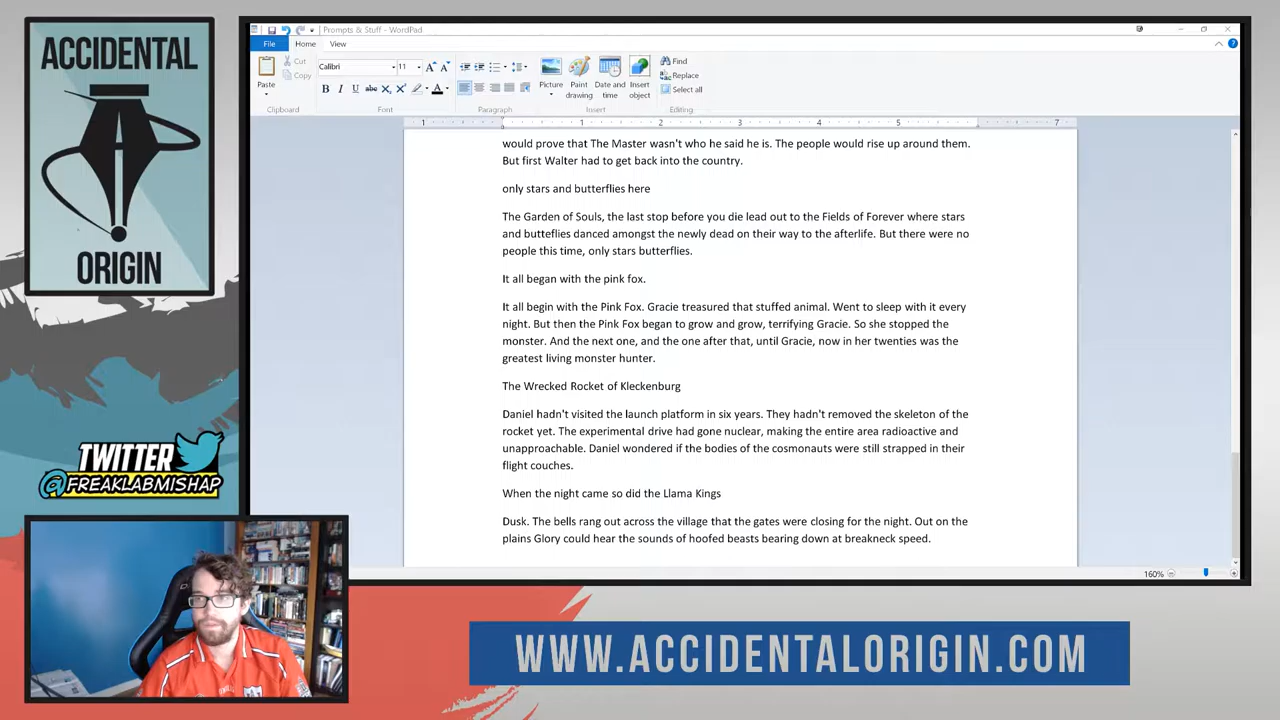 ACCIDENTAL
ORIGIN
TWITTER
@FREAKLABMISHAP
Prompts & Stuff - WordPad
File
Home
View
Paste
Cut
Copy
Clipboard
Calibri
11
Font
Paragraph
Picture
Paint drawing
Date and time
Insert object
Insert
Find
Replace
Select all
Editing
1 1 2 3 4 5 7
would prove that The Master wasn't who he said he is. The people would rise up around them.
But first Walter had to get back into the country.
only stars and butterflies here
The Garden of Souls, the last stop before you die lead out to the Fields of Forever where stars
and butteflies danced amongst the newly dead on their way to the afterlife. But there were no
people this time, only stars butterflies.
It all began with the pink fox.
It all begin with the Pink Fox. Gracie treasured that stuffed animal. Went to sleep with it every
night. But then the Pink Fox began to grow and grow, terrifying Gracie. So she stopped the
monster. And the next one, and the one after that, until Gracie, now in her twenties was the
greatest living monster hunter.
The Wrecked Rocket of Kleckenburg
Daniel hadn't visited the launch platform in six years. They hadn't removed the skeleton of the
rocket yet. The experimental drive had gone nuclear, making the entire area radioactive and
unapproachable. Daniel wondered if the bodies of the cosmonauts were still strapped in their
flight couches.
When the night came so did the Llama Kings
Dusk. The bells rang out across the village that the gates were closing for the night. Out on the
plains Glory could hear the sounds of hoofed beasts bearing down at breakneck speed.
160%
WWW.ACCIDENTALORIGIN.COM